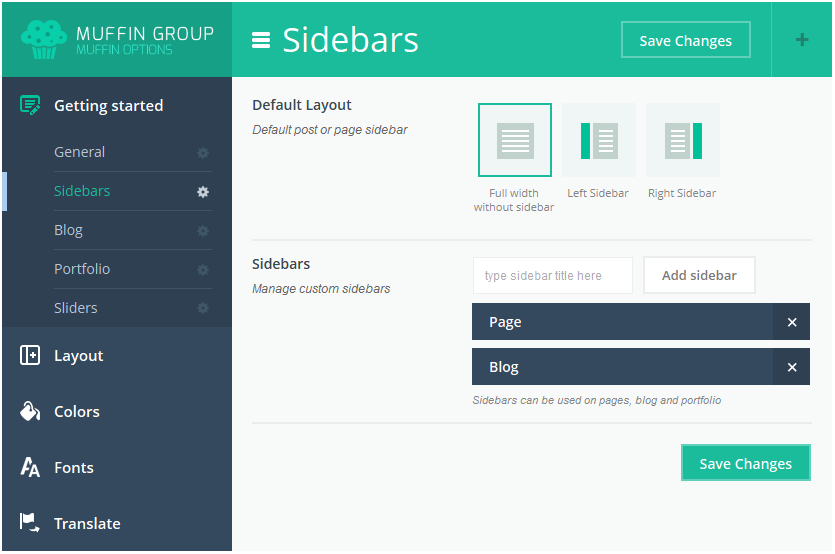 MUFFIN GROUP
MUFFIN OPTIONS
Sidebars
Save Changes
Getting started
General
Sidebars
Blog
Portfolio
Sliders
Layout
Colors
Fonts
Translate
Default Layout
Default post or page sidebar
Full width
without sidebar
Left Sidebar
Right Sidebar
Sidebars
Manage custom sidebars
type sidebar title here
Add sidebar
Page
Blog
Sidebars can be used on pages, blog and portfolio
Save Changes